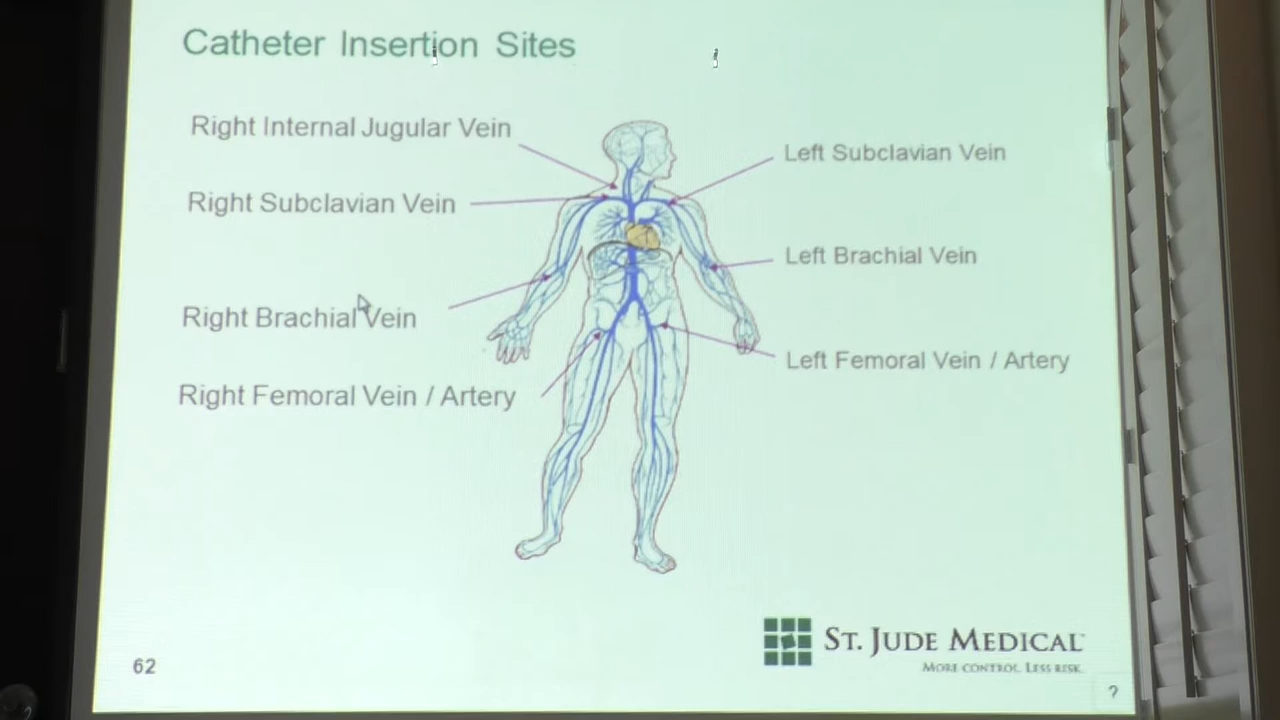 Catheter Insertion Sites
Right Internal Jugular Vein
Left Subclavian Vein
Right Subclavian Vein
Left Brachial Vein
Right Brachial Vein
Left Femoral Vein / Artery
Right Femoral Vein / Artery
ST. JUDE MEDICAL
MORE CONTROL. LESS RISK.
62
?